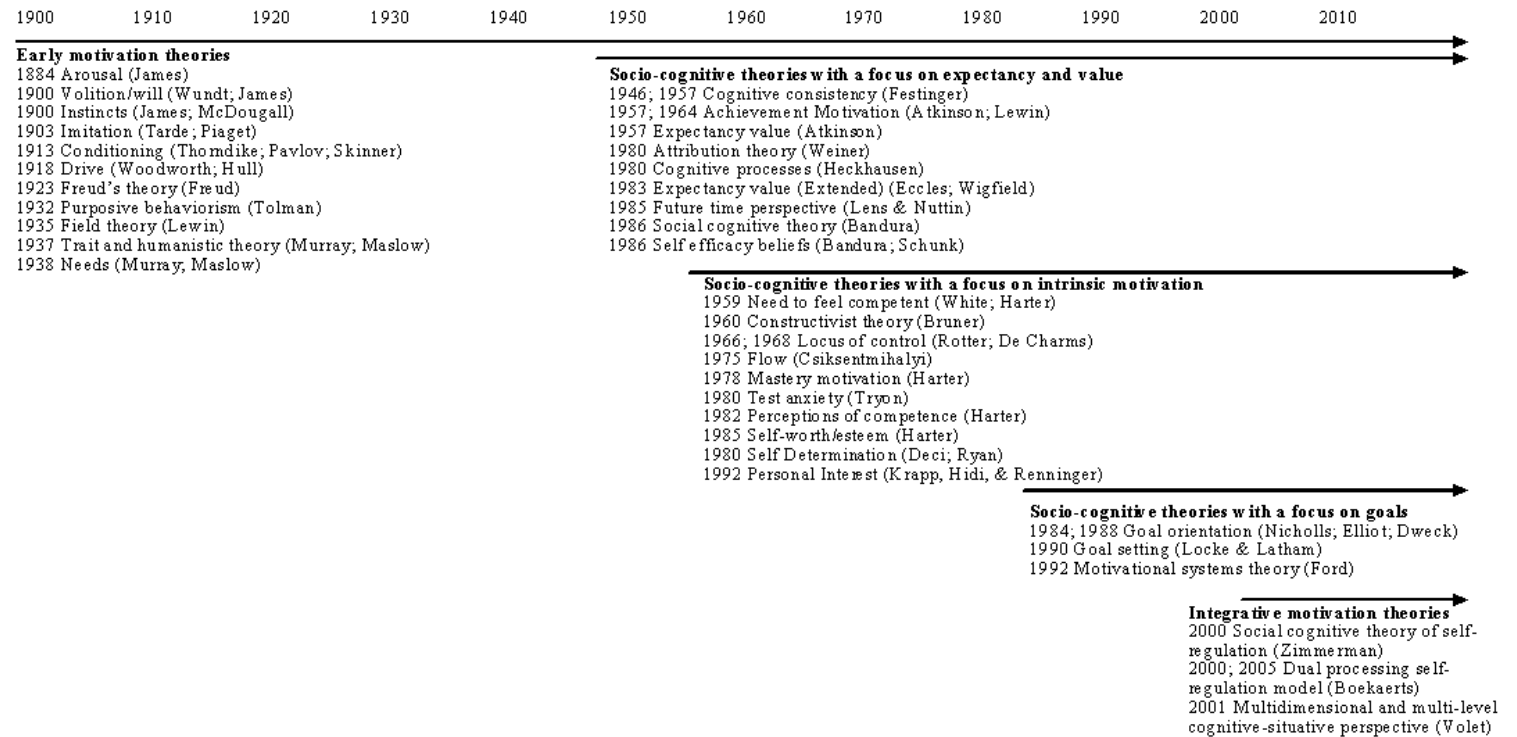 1900 1910 1920 1930 1940 1950 1960 1970 1980 1990 2000 2010
Early motivation theories
1884 Arousal (James)
1900 Volition/will (Wundt; James)
1900 Instincts (James; McDougall)
1903 Imitation (Tarde; Piaget)
1913 Conditioning (Thorndike; Pavlov; Skinner)
1918 Drive (Woodworth; Hull)
1923 Freud's theory (Freud)
1932 Purposive behaviorism (Tolman)
1935 Field theory (Lewin)
1937 Trait and humanistic theory (Murray; Maslow)
1938 Needs (Murray; Maslow)
Socio-cognitive theories with a focus on expectancy and value
1946; 1957 Cognitive consistency (Festinger)
1957; 1964 Achievement Motivation (Atkinson; Lewin)
1957 Expectancy value (Atkinson)
1980 Attribution theory (Weiner)
1980 Cognitive processes (Heckhausen)
1983 Expectancy value (Extended) (Eccles; Wigfield)
1985 Future time perspective (Lens & Nuttin)
1986 Social cognitive theory (Bandura)
1986 Self efficacy beliefs (Bandura; Schunk)
Socio-cognitive theories with a focus on intrinsic motivation
1959 Need to feel competent (White; Harter)
1960 Constructivist theory (Bruner)
1966; 1968 Locus of control (Rotter; De Charms)
1975 Flow (Csiksentmihalyi)
1978 Mastery motivation (Harter)
1980 Test anxiety (Tryon)
1982 Perceptions of competence (Harter)
1985 Self-worth/esteem (Harter)
1980 Self Determination (Deci; Ryan)
1992 Personal Interest (Krapp, Hidi, & Renninger)
Socio-cognitive theories with a focus on goals
1984; 1988 Goal orientation (Nicholls; Elliot; Dweck)
1990 Goal setting (Locke & Latham)
1992 Motivational systems theory (Ford)
Integrative motivation theories
2000 Social cognitive theory of self-
regulation (Zimmerman)
2000; 2005 Dual processing self-
regulation model (Boekaerts)
2001 Multidimensional and multi-level
cognitive-situative perspective (Volet)